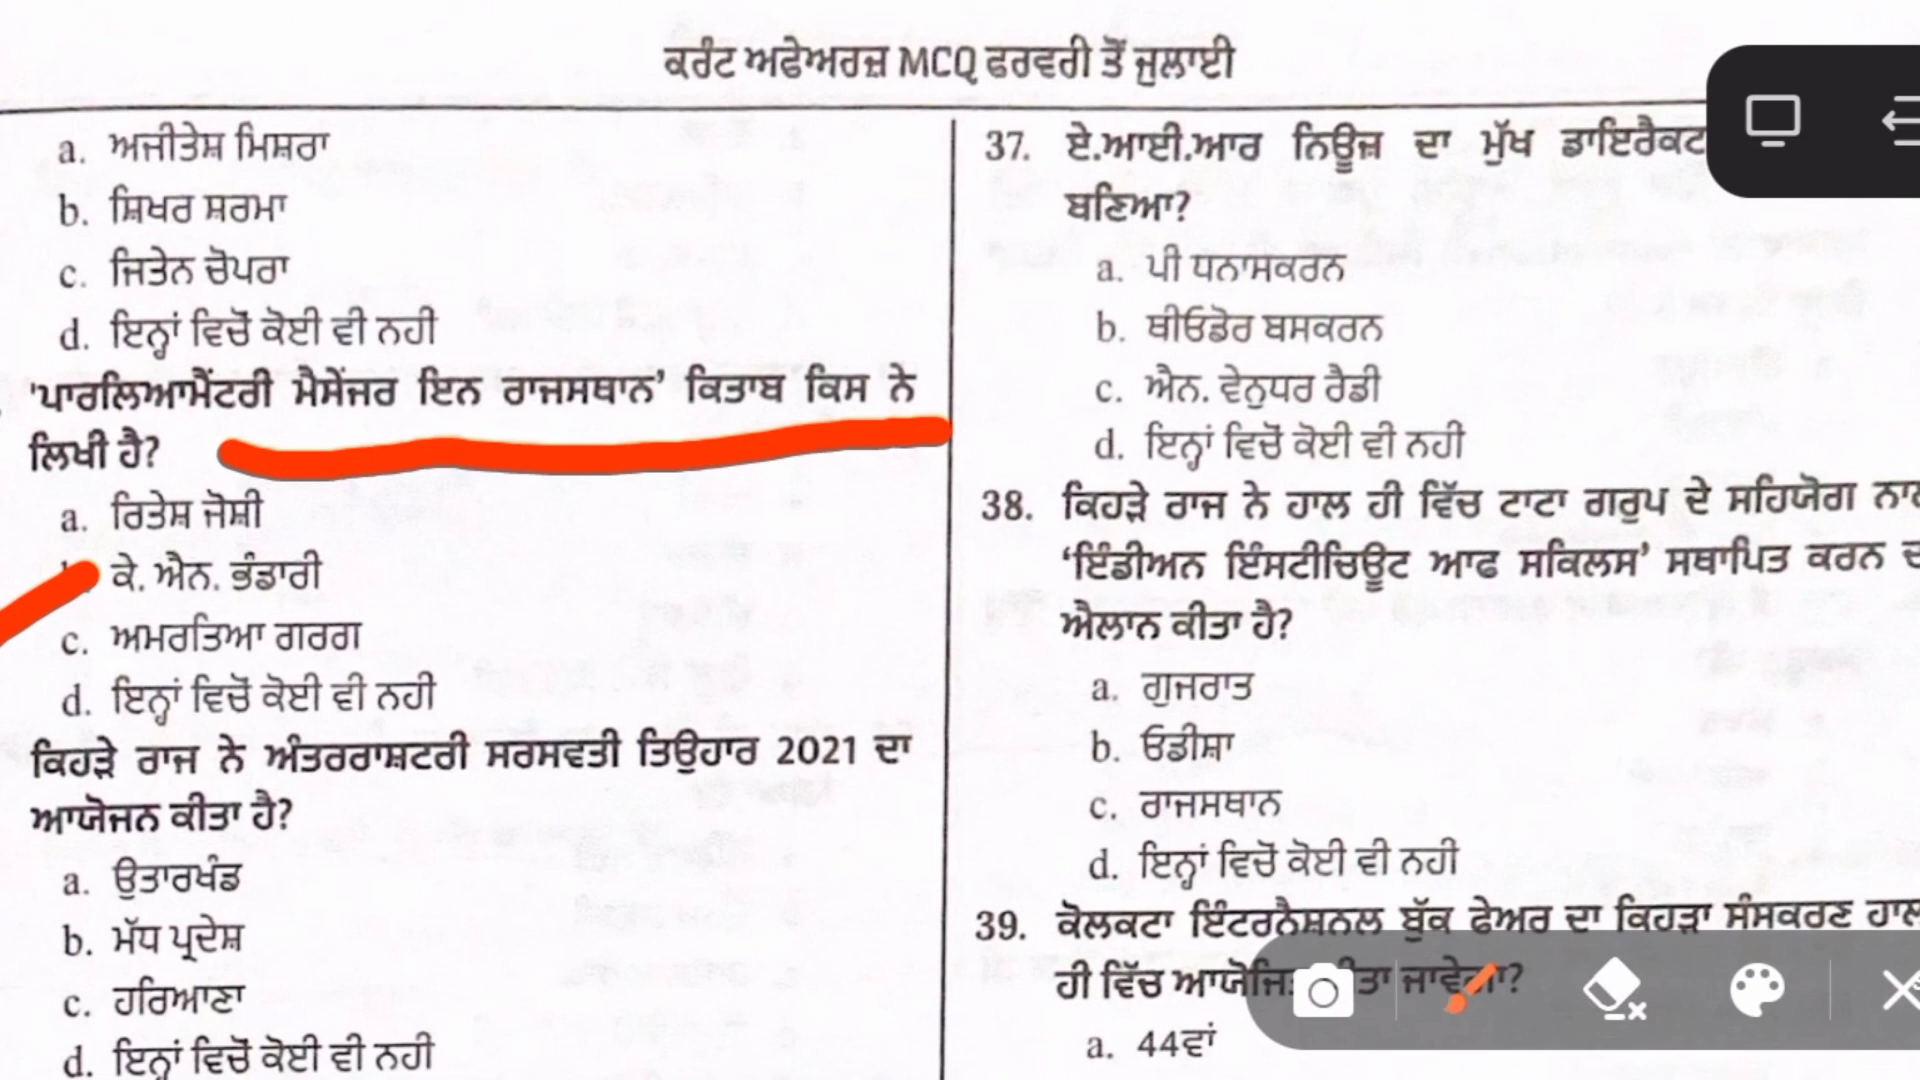 ਕਰੰਟ ਅਫੇਅਰਜ਼ MCQ ਫਰਵਰੀ ਤੋਂ ਜੁਲਾਈ
a. ਅਜੀਤੇਸ਼ ਮਿਸ਼ਰਾ
b. ਸ਼ਿਖਰ ਸ਼ਰਮਾ
c. ਜਿਤੇਨ ਚੋਪਰਾ
d. ਇਨ੍ਹਾਂ ਵਿਚੋਂ ਕੋਈ ਵੀ ਨਹੀ
'ਪਾਰਲਿਆਮੈਂਟਰੀ ਮੈਸੇਂਜਰ ਇਨ ਰਾਜਸਥਾਨ' ਕਿਤਾਬ ਕਿਸ ਨੇ
ਲਿਖੀ ਹੈ?
a. ਰਿਤੇਸ਼ ਜੋਸ਼ੀ
ਕੇ. ਐਨ. ਭੰਡਾਰੀ
c. ਅਮਰਤਿਆ ਗਰਗ
d. ਇਨ੍ਹਾਂ ਵਿਚੋਂ ਕੋਈ ਵੀ ਨਹੀ
ਕਿਹੜੇ ਰਾਜ ਨੇ ਅੰਤਰਰਾਸ਼ਟਰੀ ਸਰਸਵਤੀ ਤਿਉਹਾਰ 2021 ਦਾ
ਆਯੋਜਨ ਕੀਤਾ ਹੈ?
a. ਉਤਾਰਖੰਡ
b. ਮੱਧ ਪ੍ਰਦੇਸ਼
c. ਹਰਿਆਣਾ
d. ਇਨ੍ਹਾਂ ਵਿਚੋਂ ਕੋਈ ਵੀ ਨਹੀ
37. ਏ.ਆਈ.ਆਰ ਨਿਊਜ਼ ਦਾ ਮੁੱਖ ਡਾਇਰੈਕਟ
ਬਣਿਆ?
a. ਪੀ ਧਨਾਸਕਰਨ
b. ਥੀਓਡੋਰ ਬਸਕਰਨ
c. ਐਨ. ਵੇਨੁਧਰ ਰੈਡੀ
d. ਇਨ੍ਹਾਂ ਵਿਚੋਂ ਕੋਈ ਵੀ ਨਹੀ
38. ਕਿਹੜੇ ਰਾਜ ਨੇ ਹਾਲ ਹੀ ਵਿੱਚ ਟਾਟਾ ਗਰੁਪ ਦੇ ਸਹਿਯੋਗ
'ਇੰਡੀਅਨ ਇੰਸਟੀਚਿਊਟ ਆਫ ਸਕਿਲਸ' ਸਥਾਪਿਤ ਕਰਨ
ਐਲਾਨ ਕੀਤਾ ਹੈ?
a. ਗੁਜਰਾਤ
b. ਓਡੀਸ਼ਾ
c. ਰਾਜਸਥਾਨ
d. ਇਨ੍ਹਾਂ ਵਿਚੋਂ ਕੋਈ ਵੀ ਨਹੀ
39. ਕੋਲਕਟਾ ਇੰਟਰਨੈਸ਼ਨਲ ਬੁੱਕ ਫੇਅਰ ਦਾ ਕਿਹੜਾ ਸੰਸਕਰਣ ਹਾਲ
ਹੀ ਵਿੱਚ
a. 44ਵਾਂ